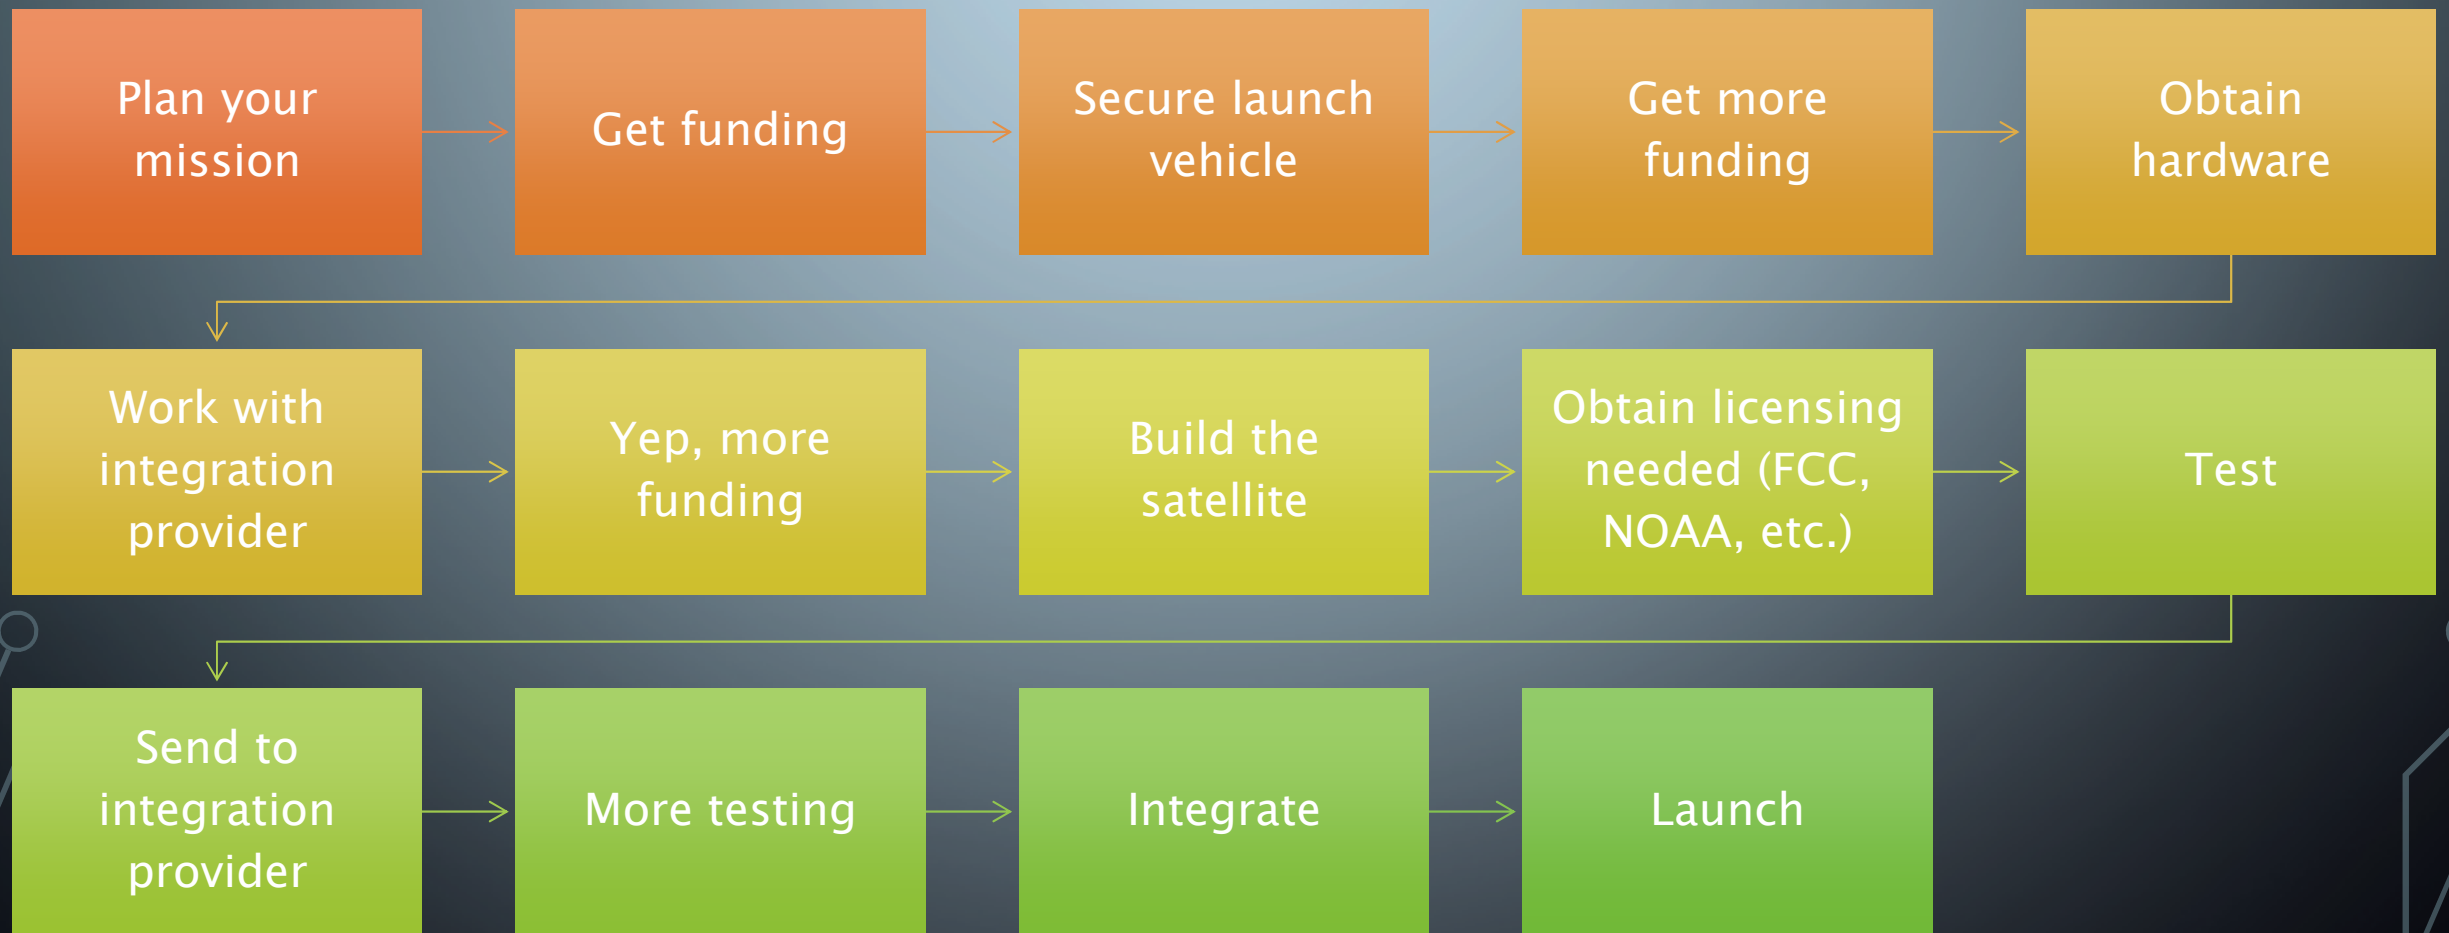 Plan your
mission
Get funding
Secure launch
vehicle
Get more
funding
Obtain
hardware
Work with
integration
provider
Yep, more
funding
Build the
satellite
Obtain licensing
needed (FCC,
NOAA, etc.)
Test
Send to
integration
provider
More testing
Integrate
Launch